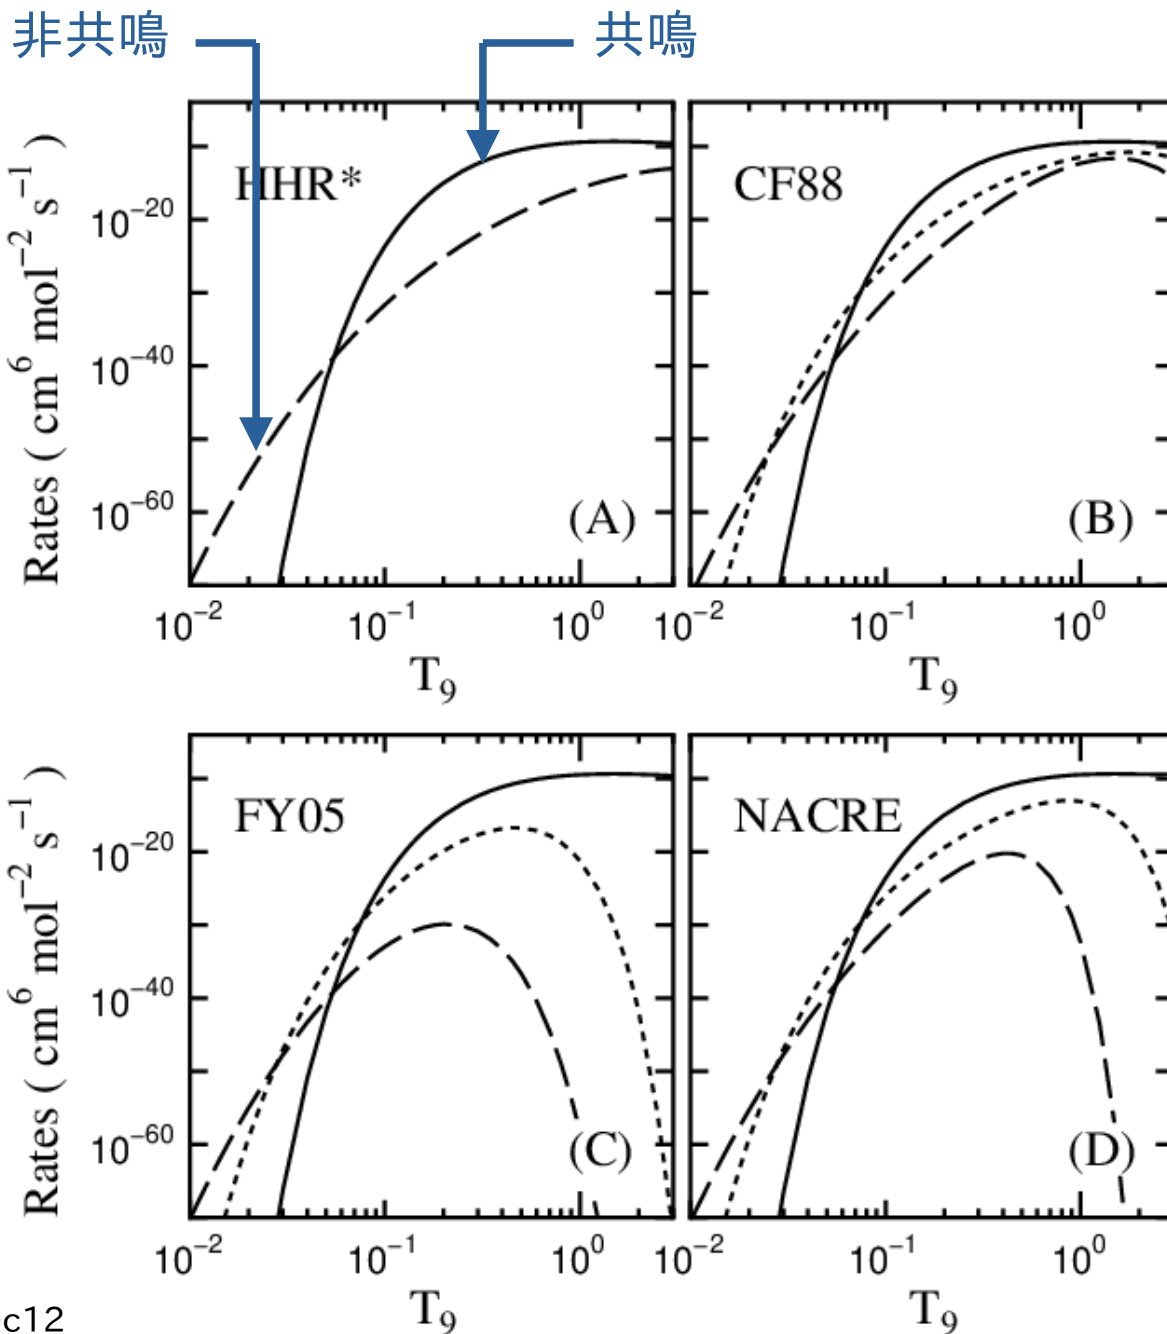 非共鳴 共鳴
HHR* CF88
Rates ( cm⁶ mol⁻² s⁻¹ )
10⁻²⁰
10⁻⁴⁰
10⁻⁶⁰
(A) (B)
10⁻² 10⁻¹ 10⁰ 10⁻² 10⁻¹ 10⁰
T₉ T₉
FY05 NACRE
Rates ( cm⁶ mol⁻² s⁻¹ )
10⁻²⁰
10⁻⁴⁰
10⁻⁶⁰
(C) (D)
10⁻² 10⁻¹ 10⁰ 10⁻² 10⁻¹ 10⁰
T₉ T₉
c12